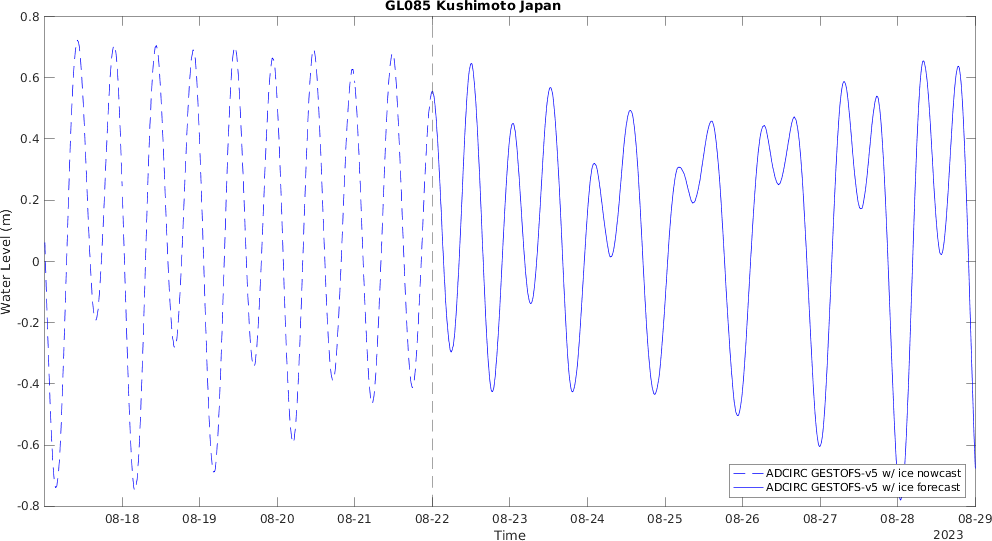 GL085 Kushimoto Japan
0.8
0.6
0.4
0.2
0
-0.2
-0.4
-0.6
-0.8
Water Level (m)
ADCIRC GESTOFS-v5 w/ ice nowcast
ADCIRC GESTOFS-v5 w/ ice forecast
08-18 08-19 08-20 08-21 08-22 08-23 08-24 08-25 08-26 08-27 08-28 08-29
Time
2023